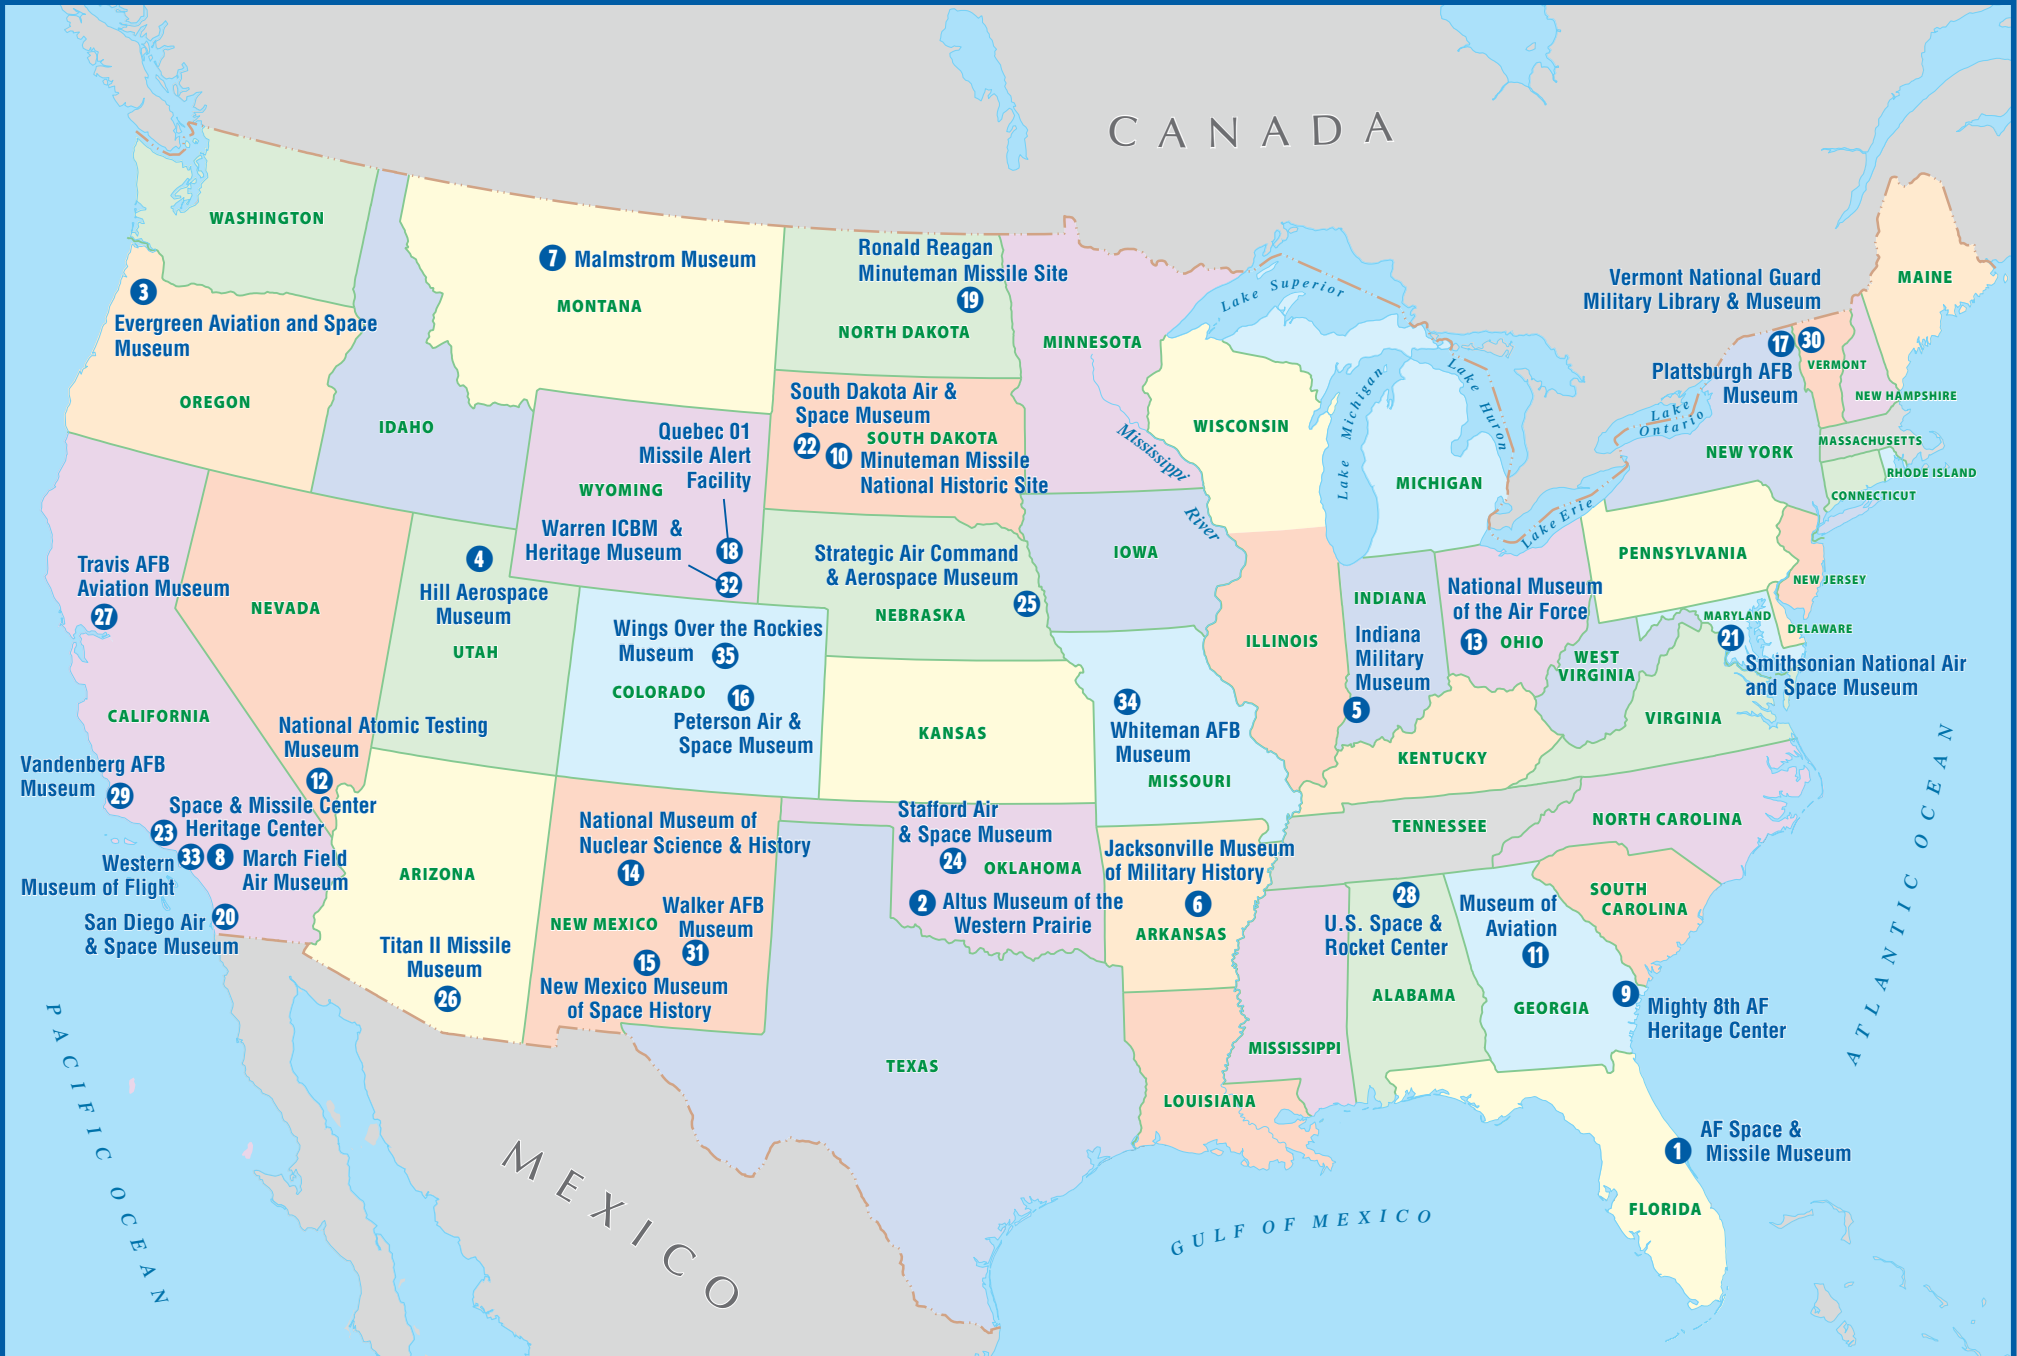 CANADA
WASHINGTON
7 Malmstrom Museum
MONTANA
Ronald Reagan
Minuteman Missile Site
19
NORTH DAKOTA
MINNESOTA
Lake Superior
Vermont National Guard
Military Library & Museum
MAINE
17 30
VERMONT
Plattsburgh AFB
Museum
NEW HAMPSHIRE
3
Evergreen Aviation and Space
Museum
OREGON
IDAHO
South Dakota Air &
Space Museum
SOUTH DAKOTA
22 10
Minuteman Missile
National Historic Site
Quebec 01
Missile Alert
Facility
WYOMING
Warren ICBM &
Heritage Museum
18
32
Mississippi
River
WISCONSIN
Lake Michigan
MICHIGAN
Lake Huron
Lake
Ontario
Lake Erie
NEW YORK
MASSACHUSETTS
RHODE ISLAND
CONNECTICUT
PENNSYLVANIA
NEW JERSEY
MARYLAND
DELAWARE
21
Smithsonian National Air
and Space Museum
Travis AFB
Aviation Museum
27
NEVADA
4
Hill Aerospace
Museum
UTAH
Strategic Air Command
& Aerospace Museum
25
NEBRASKA
IOWA
ILLINOIS
INDIANA
Indiana
Military
Museum
5
National Museum
of the Air Force
13 OHIO
WEST
VIRGINIA
VIRGINIA
CALIFORNIA
National Atomic Testing
Museum
12
Wings Over the Rockies
Museum 35
COLORADO
16
Peterson Air &
Space Museum
KANSAS
34
Whiteman AFB
Museum
MISSOURI
KENTUCKY
Vandenberg AFB
Museum 29
Space & Missile Center
23 Heritage Center
Western
Museum of Flight
33 8
March Field
Air Museum
San Diego Air
& Space Museum
20
ARIZONA
Titan II Missile
Museum
26
National Museum of
Nuclear Science & History
14
NEW MEXICO
Walker AFB
Museum
31
15
New Mexico Museum
of Space History
Stafford Air
& Space Museum
24 OKLAHOMA
2 Altus Museum of the
Western Prairie
Jacksonville Museum
of Military History
6
ARKANSAS
TENNESSEE
NORTH CAROLINA
SOUTH
CAROLINA
28
U.S. Space &
Rocket Center
ALABAMA
Museum of
Aviation
11
GEORGIA
9 Mighty 8th AF
Heritage Center
MISSISSIPPI
LOUISIANA
TEXAS
AF Space &
1 Missile Museum
FLORIDA
PACIFIC OCEAN
MEXICO
GULF OF MEXICO
ATLANTIC OCEAN